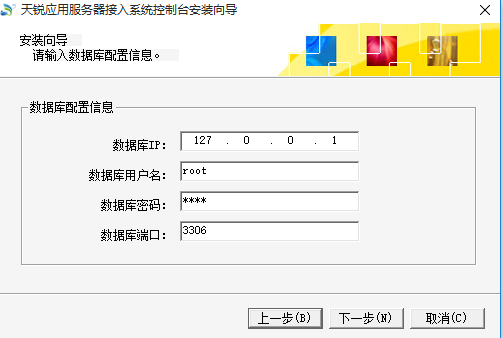 天锐应用服务器接入系统控制台安装向导
安装向导
请输入数据库配置信息。
数据库配置信息
数据库IP: 127 . 0 . 0 . 1
数据库用户名: root
数据库密码: ****
数据库端口: 3306
上一步(B) 下一步(N) 取消(C)